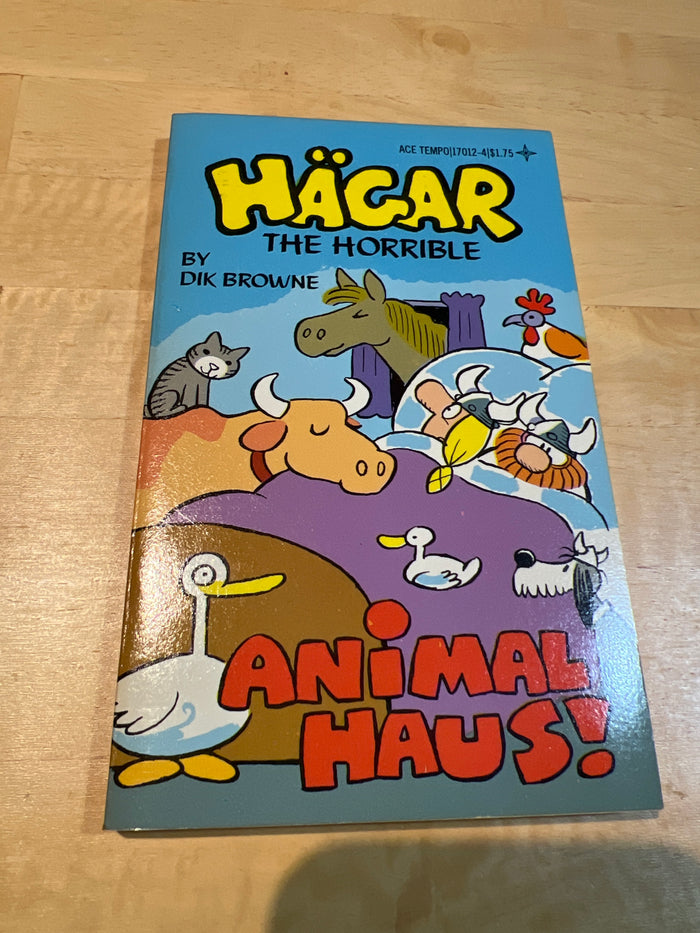 ACE TEMPO|17012-4|$1.75
HÄGAR
THE HORRIBLE
BY
DIK BROWNE
ANiMAL
HAUS!